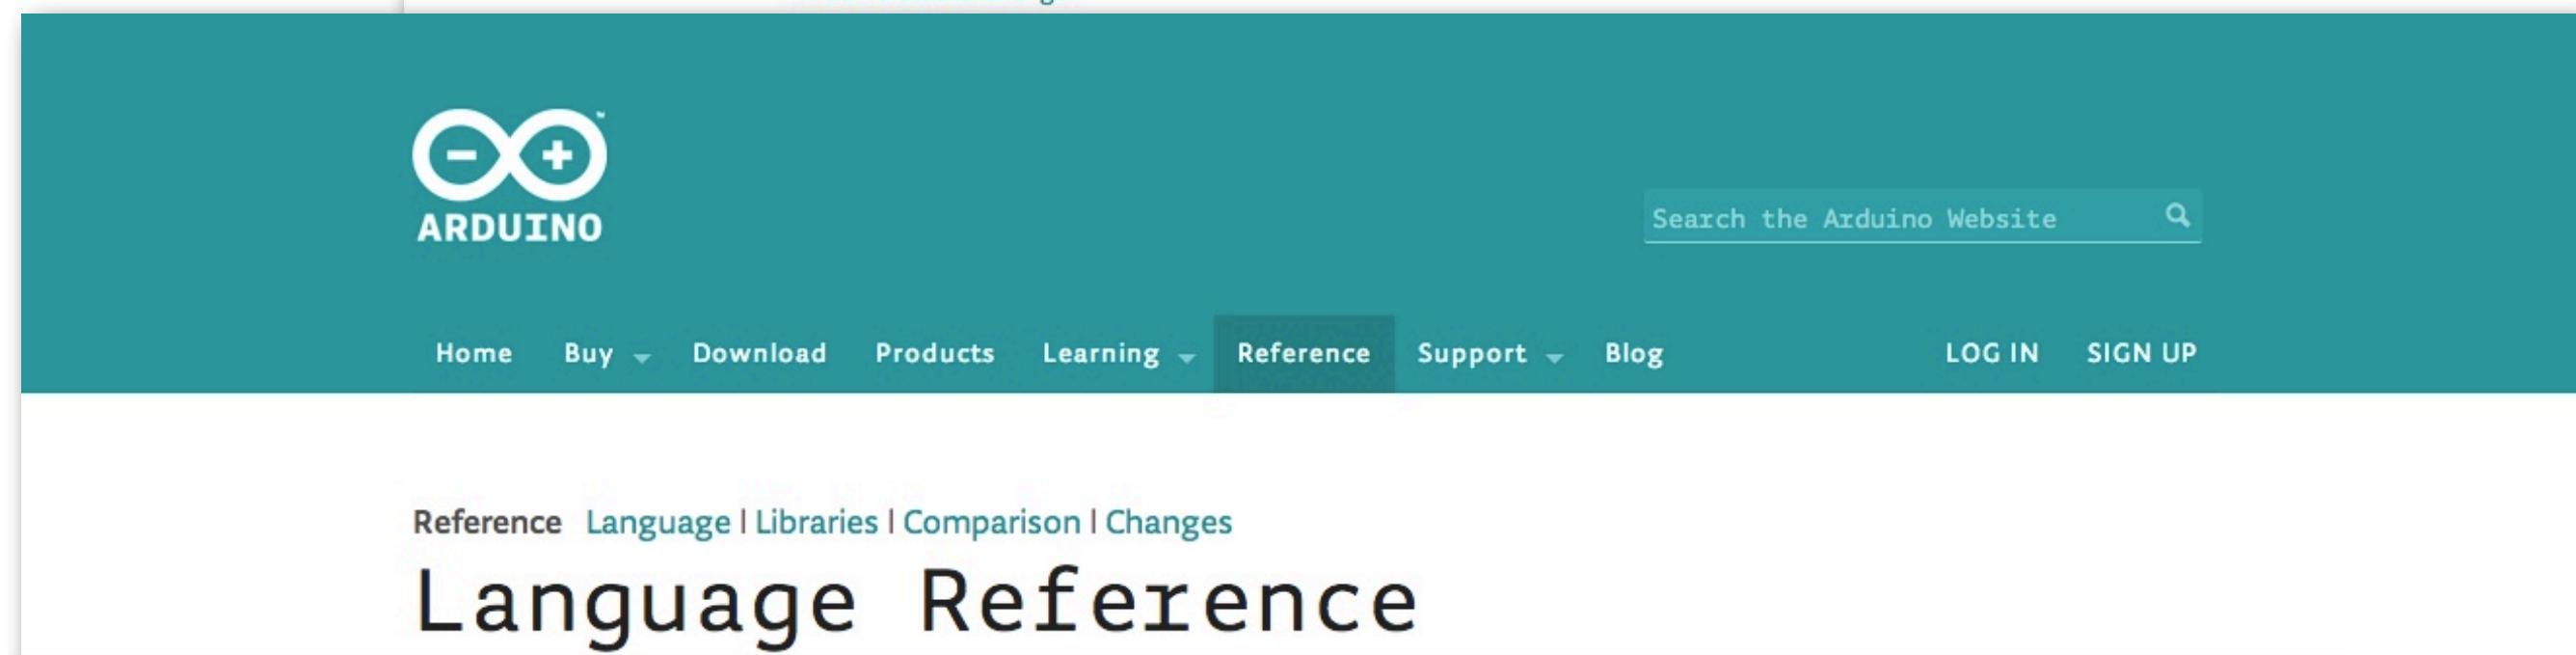 ARDUINO
Search the Arduino Website
Home Buy Download Products Learning Reference Support Blog LOG IN SIGN UP
Reference Language | Libraries | Comparison | Changes
Language Reference